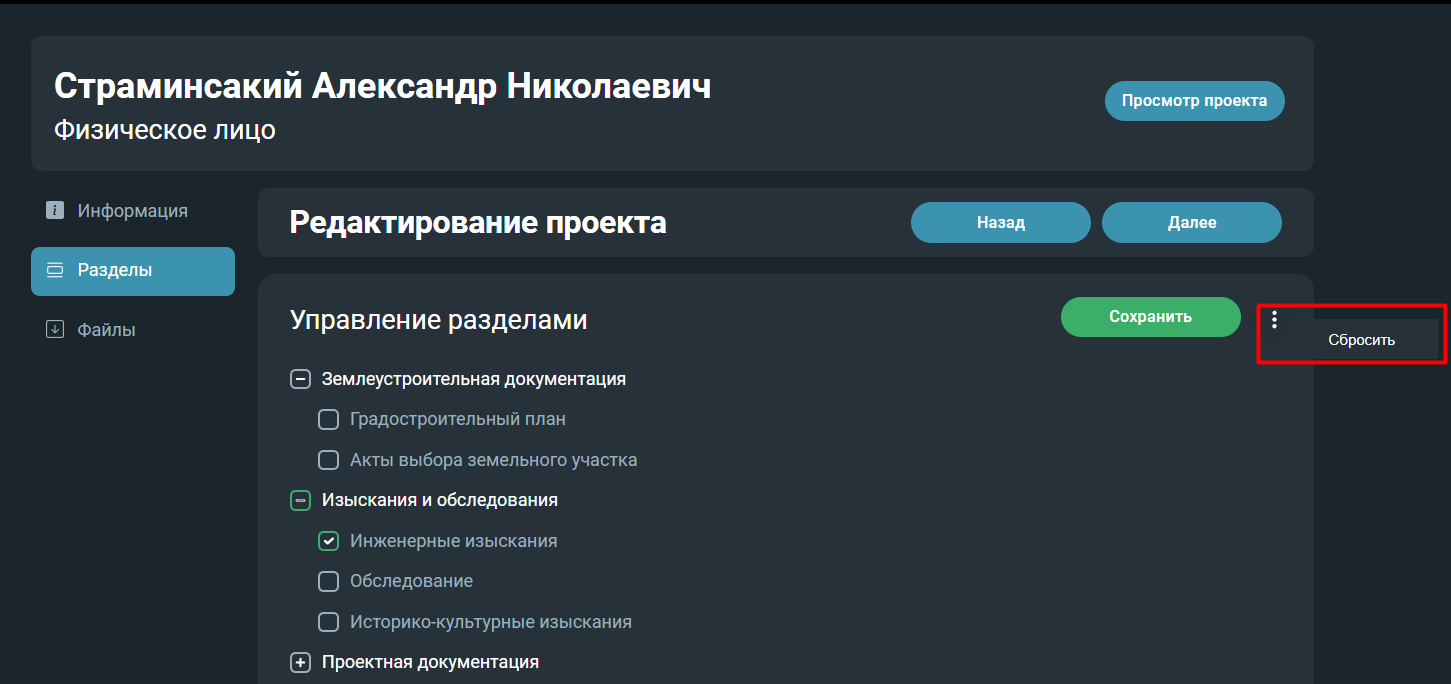 Страминсакий Александр Николаевич
Физическое лицо
Просмотр проекта
Информация
Разделы
Файлы
Редактирование проекта
Назад
Далее
Управление разделами
Сохранить
Сбросить
Землеустроительная документация
Градостроительный план
Акты выбора земельного участка
Изыскания и обследования
Инженерные изыскания
Обследование
Историко-культурные изыскания
Проектная документация